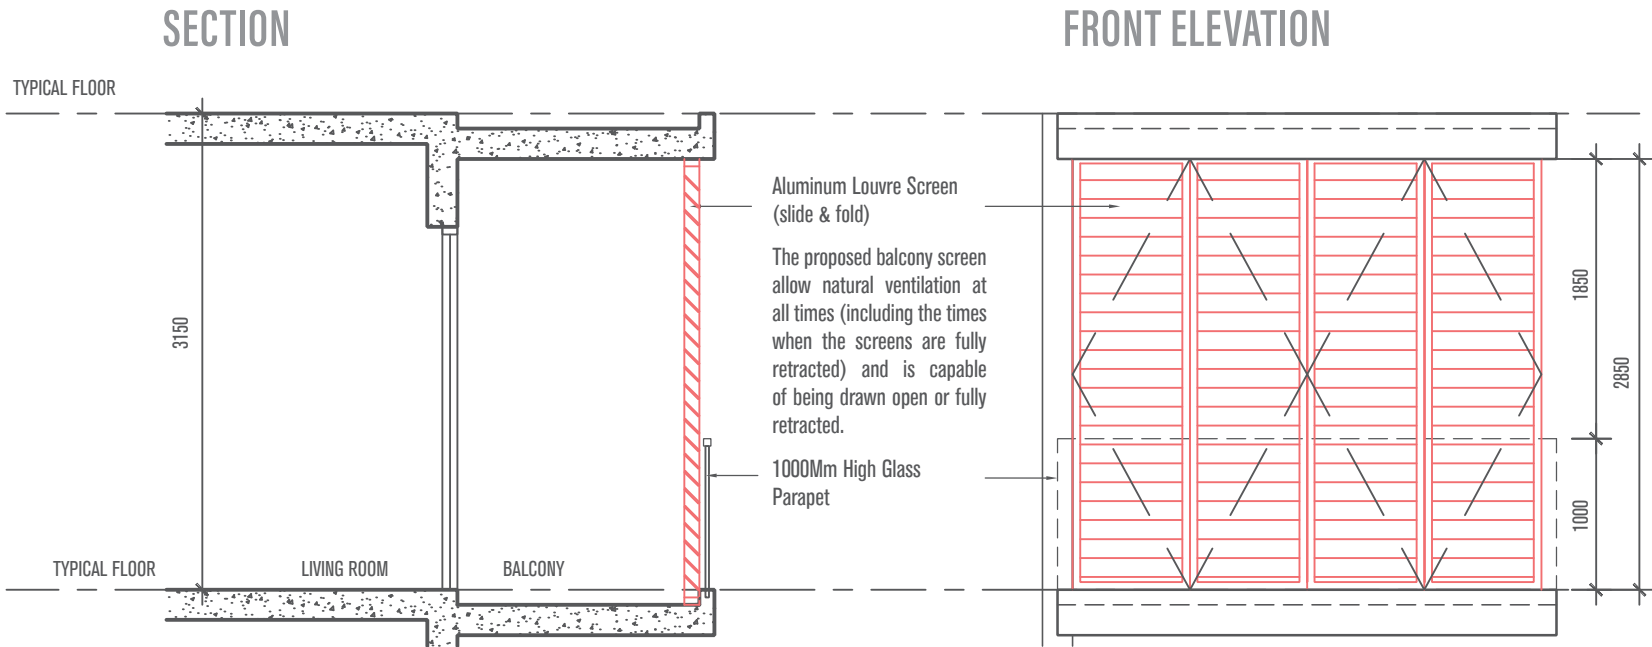 SECTION
FRONT ELEVATION
TYPICAL FLOOR
3150
TYPICAL FLOOR
LIVING ROOM
BALCONY
Aluminum Louvre Screen
(slide & fold)
The proposed balcony screen
allow natural ventilation at
all times (including the times
when the screens are fully
retracted) and is capable
of being drawn open or fully
retracted.
1000Mm High Glass
Parapet
1850
2850
1000